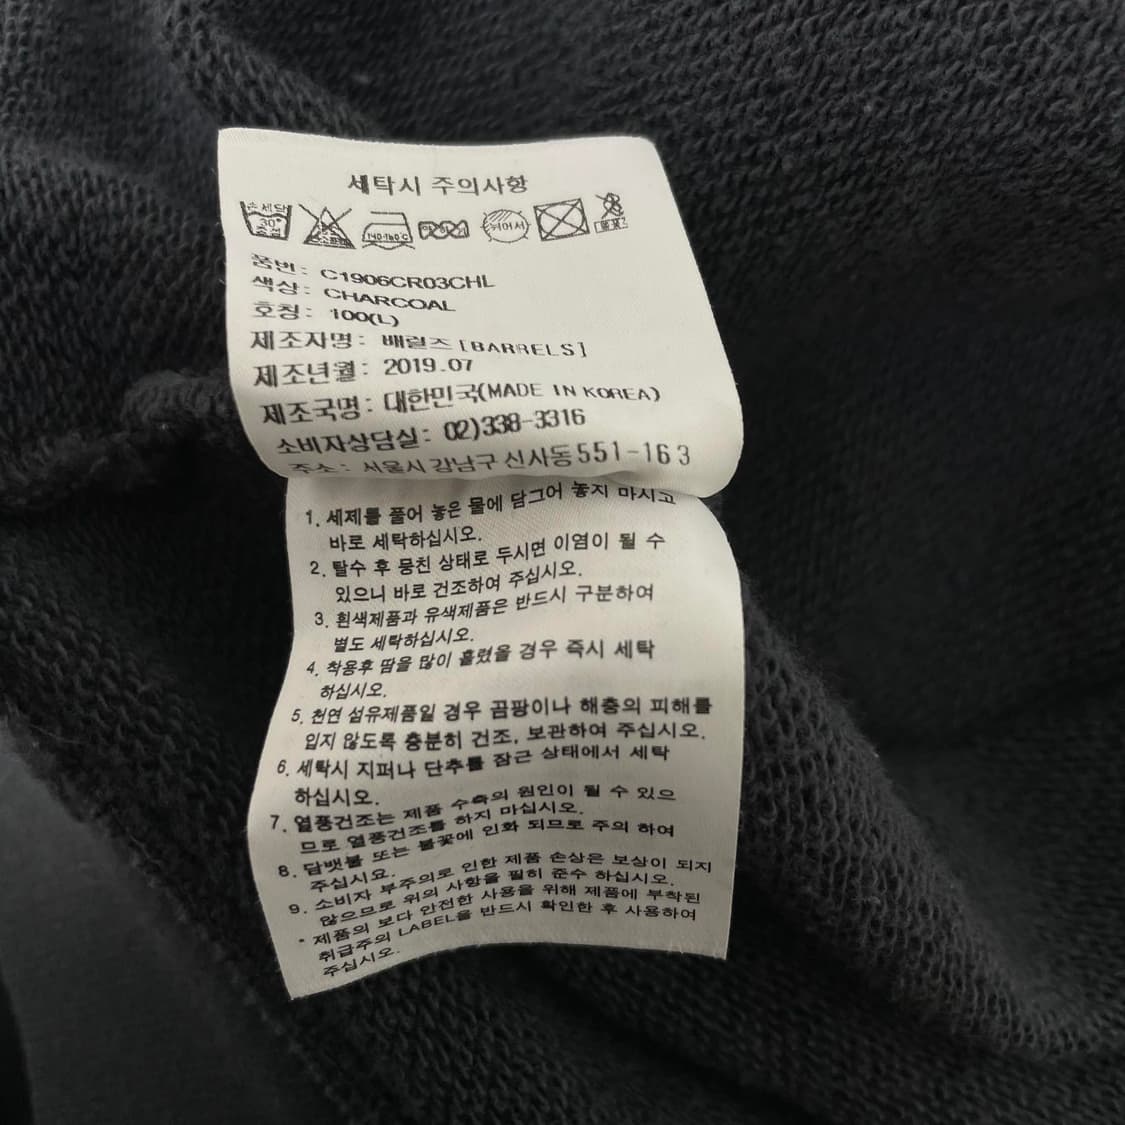 세탁시 주의사항
손세탁
30°
중성
140-160°C
뉘어서
품번: C1906CR03CHL
색상: CHARCOAL
호칭: 100(L)
제조자명: 배럴즈 [BARRELS]
제조년월: 2019.07
제조국명: 대한민국(MADE IN KOREA)
소비자상담실: 02)338-3316
주소: 서울시 강남구 신사동 551-163
1. 세제를 풀어 놓은 물에 담그어 놓지 마시고
바로 세탁하십시오.
2. 탈수 후 뭉친 상태로 두시면 이염이 될 수
있으니 바로 건조하여 주십시오.
3. 흰색제품과 유색제품은 반드시 구분하여
별도 세탁하십시오.
4. 착용후 땀을 많이 흘렸을 경우 즉시 세탁
하십시오.
5. 천연 섬유제품일 경우 곰팡이나 해충의 피해를
입지 않도록 충분히 건조, 보관하여 주십시오.
6. 세탁시 지퍼나 단추를 잠근 상태에서 세탁
하십시오.
7. 열풍건조는 제품 수축의 원인이 될 수 있으
므로 열풍건조를 하지 마십시오.
8. 담뱃불 또는 불꽃에 인화 되므로 주의 하여
주십시요.
9. 소비자 부주의로 인한 제품 손상은 보상이 되지
않으므로 위의 사항을 필히 준수 하십시오.
* 제품의 보다 안전한 사용을 위해 제품에 부착된
취급주의 LABEL을 반드시 확인한 후 사용하여
주십시오.